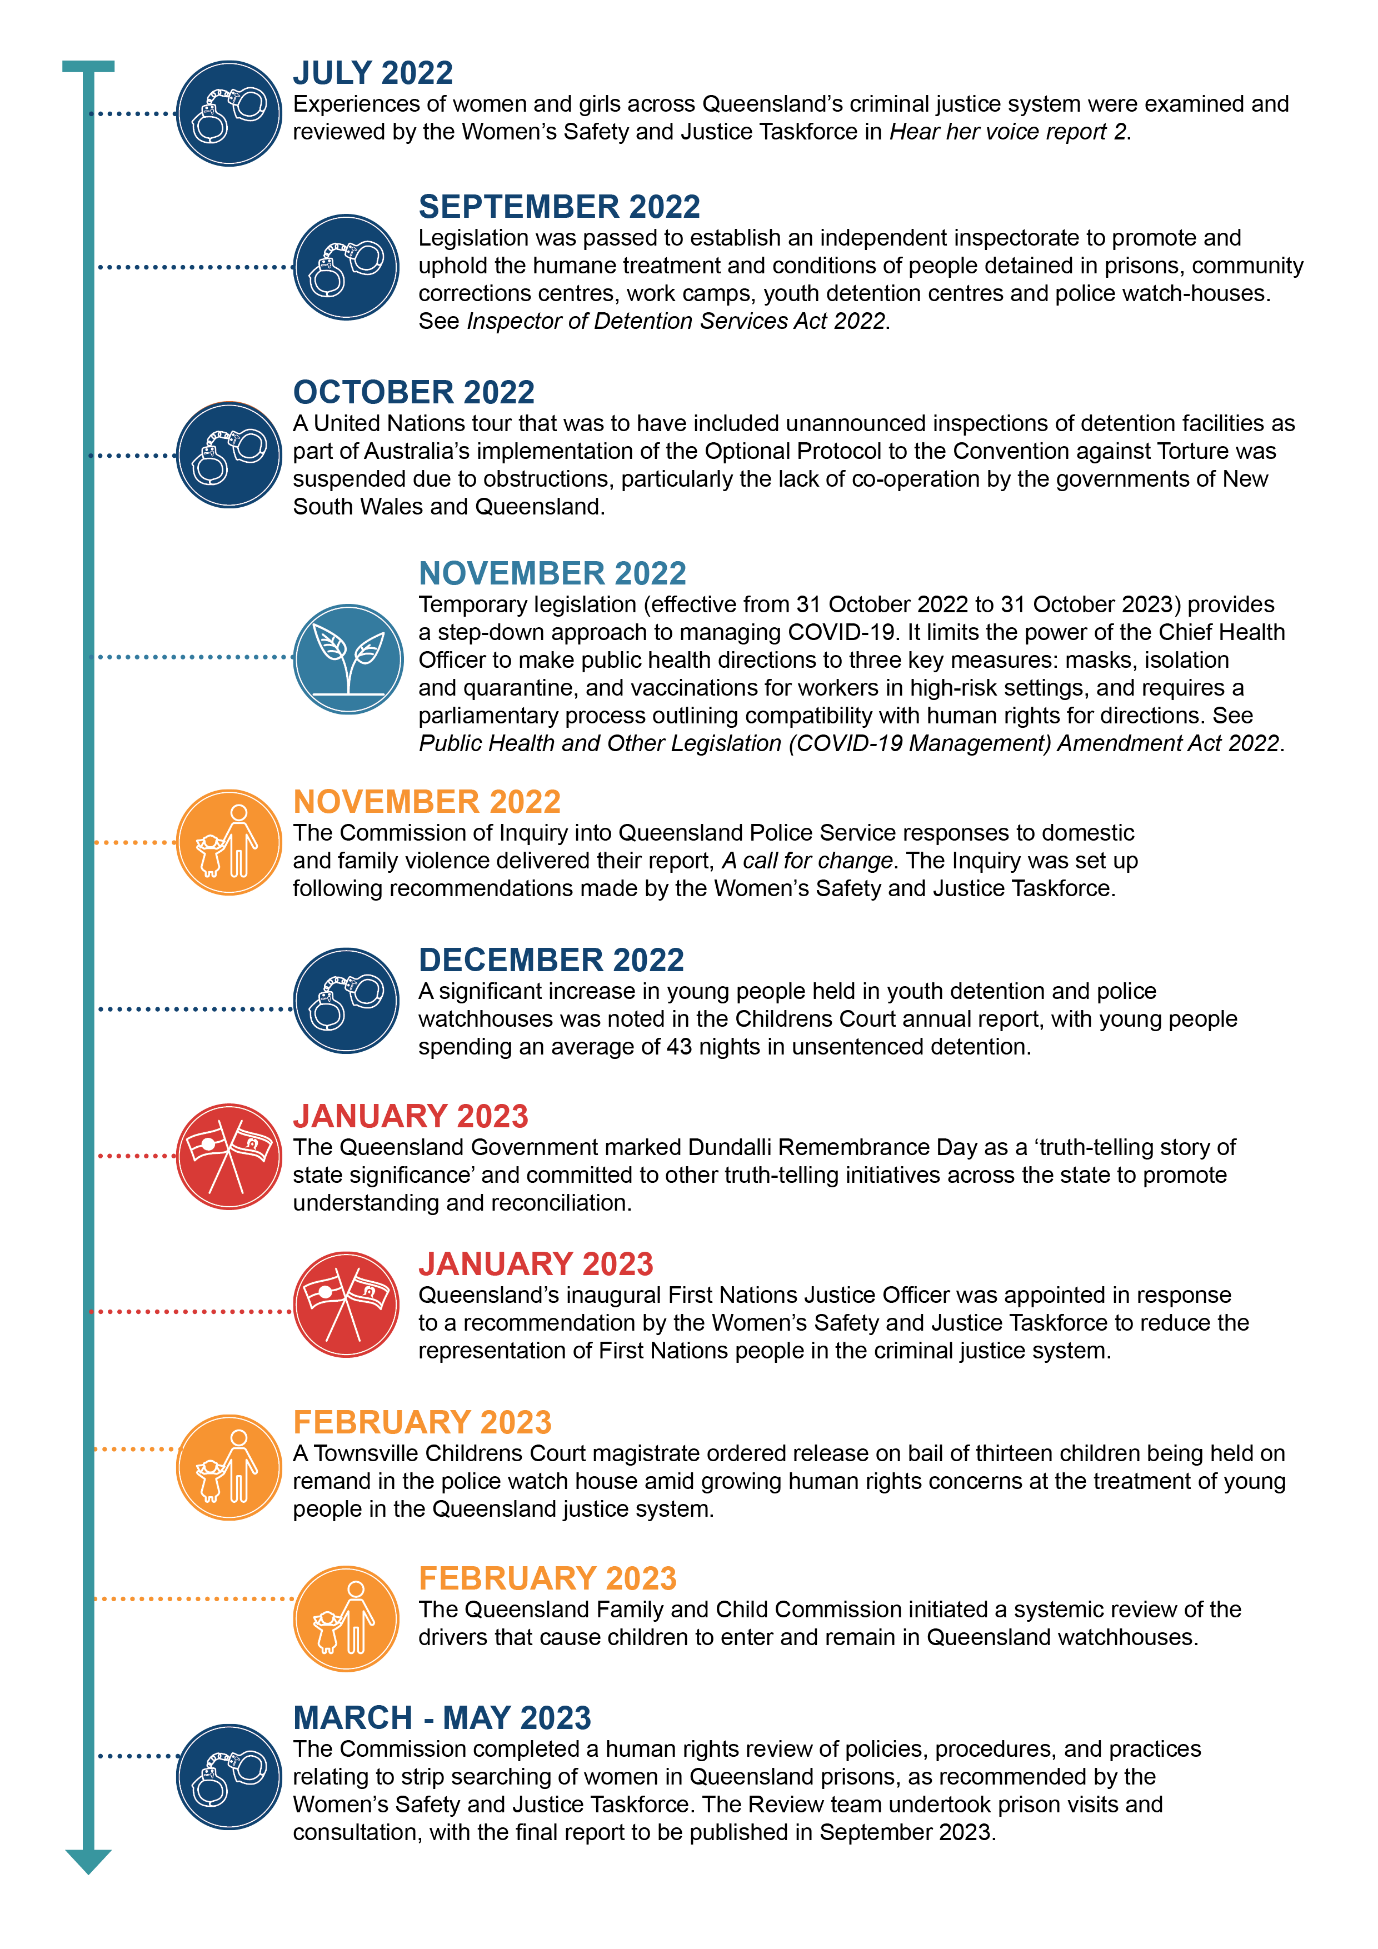 JULY 2022
Experiences of women and girls across Queensland’s criminal justice system were examined and
reviewed by the Women’s Safety and Justice Taskforce in Hear her voice report 2.
SEPTEMBER 2022
Legislation was passed to establish an independent inspectorate to promote and
uphold the humane treatment and conditions of people detained in prisons, community
corrections centres, work camps, youth detention centres and police watch-houses.
See Inspector of Detention Services Act 2022.
OCTOBER 2022
A United Nations tour that was to have included unannounced inspections of detention facilities as
part of Australia’s implementation of the Optional Protocol to the Convention against Torture was
suspended due to obstructions, particularly the lack of co-operation by the governments of New
South Wales and Queensland.
NOVEMBER 2022
Temporary legislation (effective from 31 October 2022 to 31 October 2023) provides
a step-down approach to managing COVID-19. It limits the power of the Chief Health
Officer to make public health directions to three key measures: masks, isolation
and quarantine, and vaccinations for workers in high-risk settings, and requires a
parliamentary process outlining compatibility with human rights for directions. See
Public Health and Other Legislation (COVID-19 Management) Amendment Act 2022.
NOVEMBER 2022
The Commission of Inquiry into Queensland Police Service responses to domestic
and family violence delivered their report, A call for change. The Inquiry was set up
following recommendations made by the Women’s Safety and Justice Taskforce.
DECEMBER 2022
A significant increase in young people held in youth detention and police
watchhouses was noted in the Childrens Court annual report, with young people
spending an average of 43 nights in unsentenced detention.
JANUARY 2023
The Queensland Government marked Dundalli Remembrance Day as a ‘truth-telling story of
state significance’ and committed to other truth-telling initiatives across the state to promote
understanding and reconciliation.
JANUARY 2023
Queensland’s inaugural First Nations Justice Officer was appointed in response
to a recommendation by the Women’s Safety and Justice Taskforce to reduce the
representation of First Nations people in the criminal justice system.
FEBRUARY 2023
A Townsville Childrens Court magistrate ordered release on bail of thirteen children being held on
remand in the police watch house amid growing human rights concerns at the treatment of young
people in the Queensland justice system.
FEBRUARY 2023
The Queensland Family and Child Commission initiated a systemic review of the
drivers that cause children to enter and remain in Queensland watchhouses.
MARCH - MAY 2023
The Commission completed a human rights review of policies, procedures, and practices
relating to strip searching of women in Queensland prisons, as recommended by the
Women’s Safety and Justice Taskforce. The Review team undertook prison visits and
consultation, with the final report to be published in September 2023.